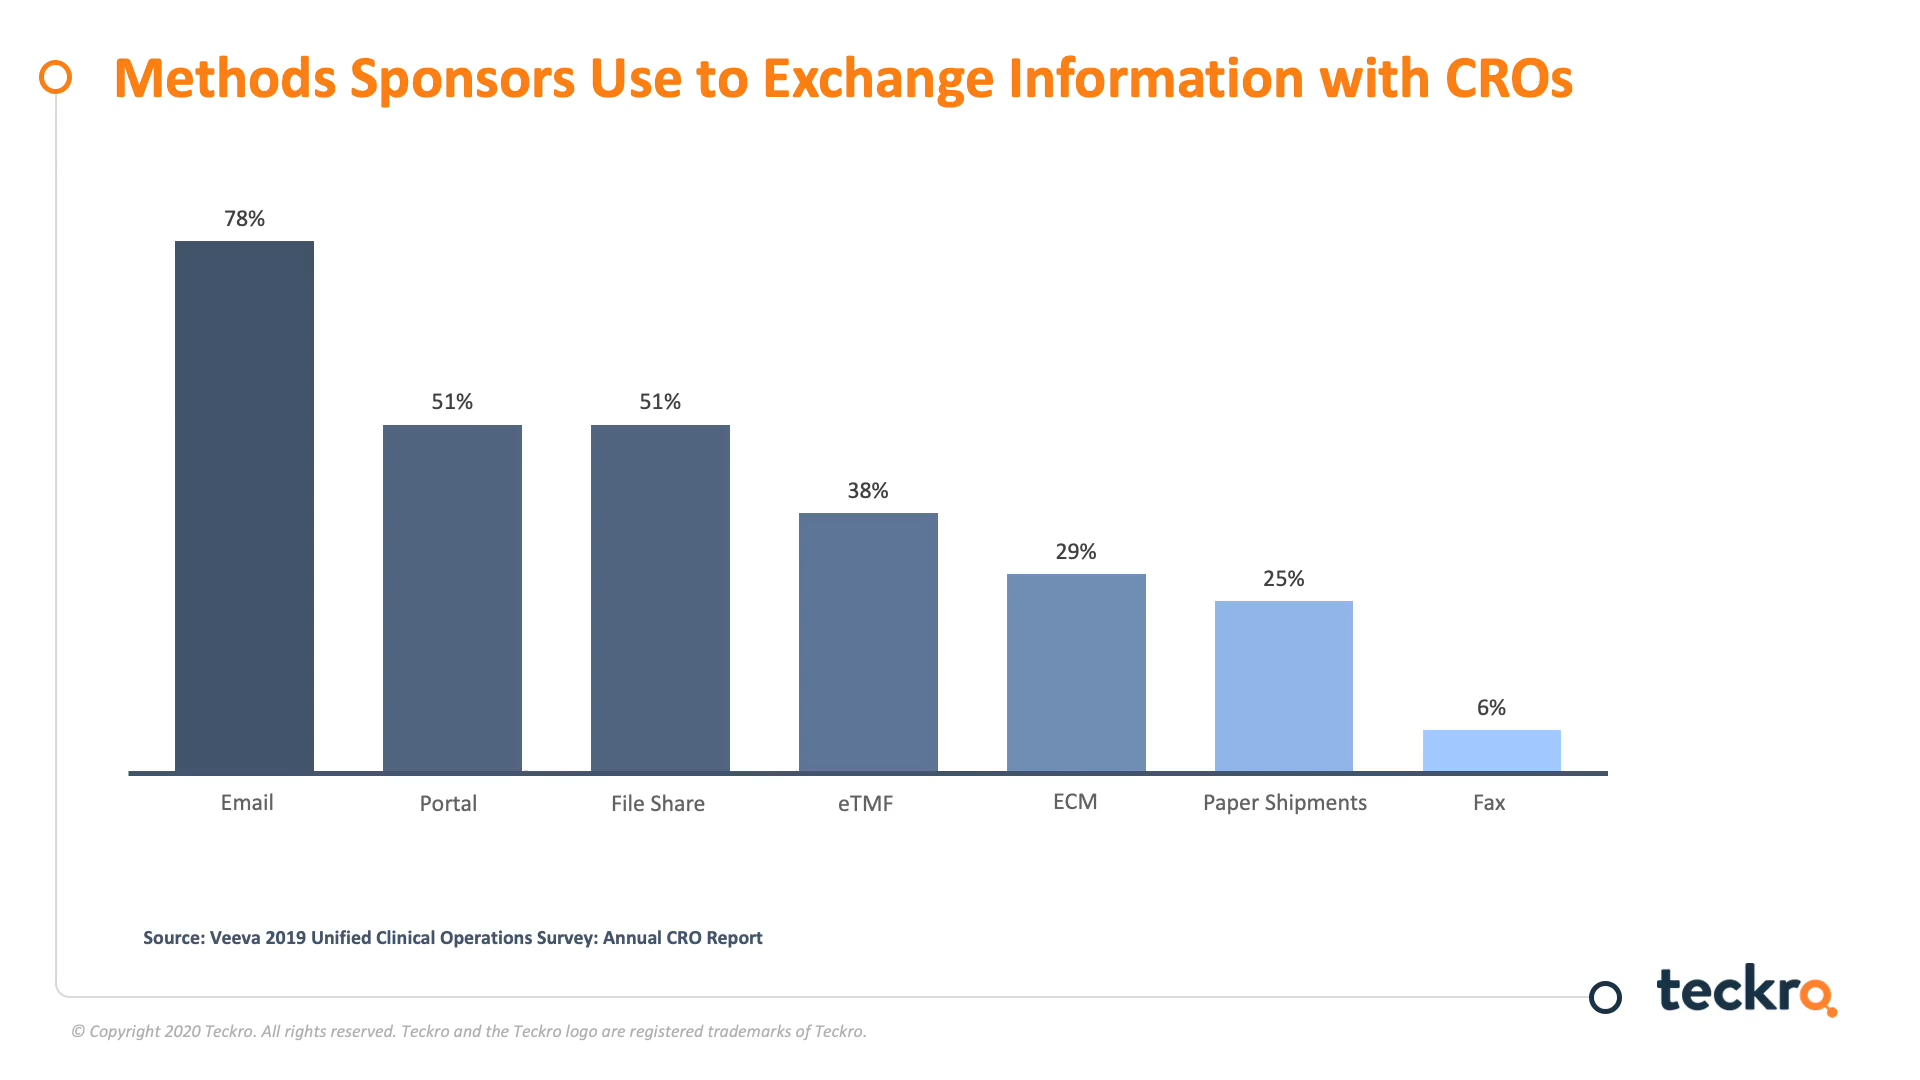 Methods Sponsors Use to Exchange Information with CROs
78%
51%
51%
38%
29%
25%
6%
Email
Portal
File Share
eTMF
ECM
Paper Shipments
Fax
Source: Veeva 2019 Unified Clinical Operations Survey: Annual CRO Report
teckro
© Copyright 2020 Teckro. All rights reserved. Teckro and the Teckro logo are registered trademarks of Teckro.